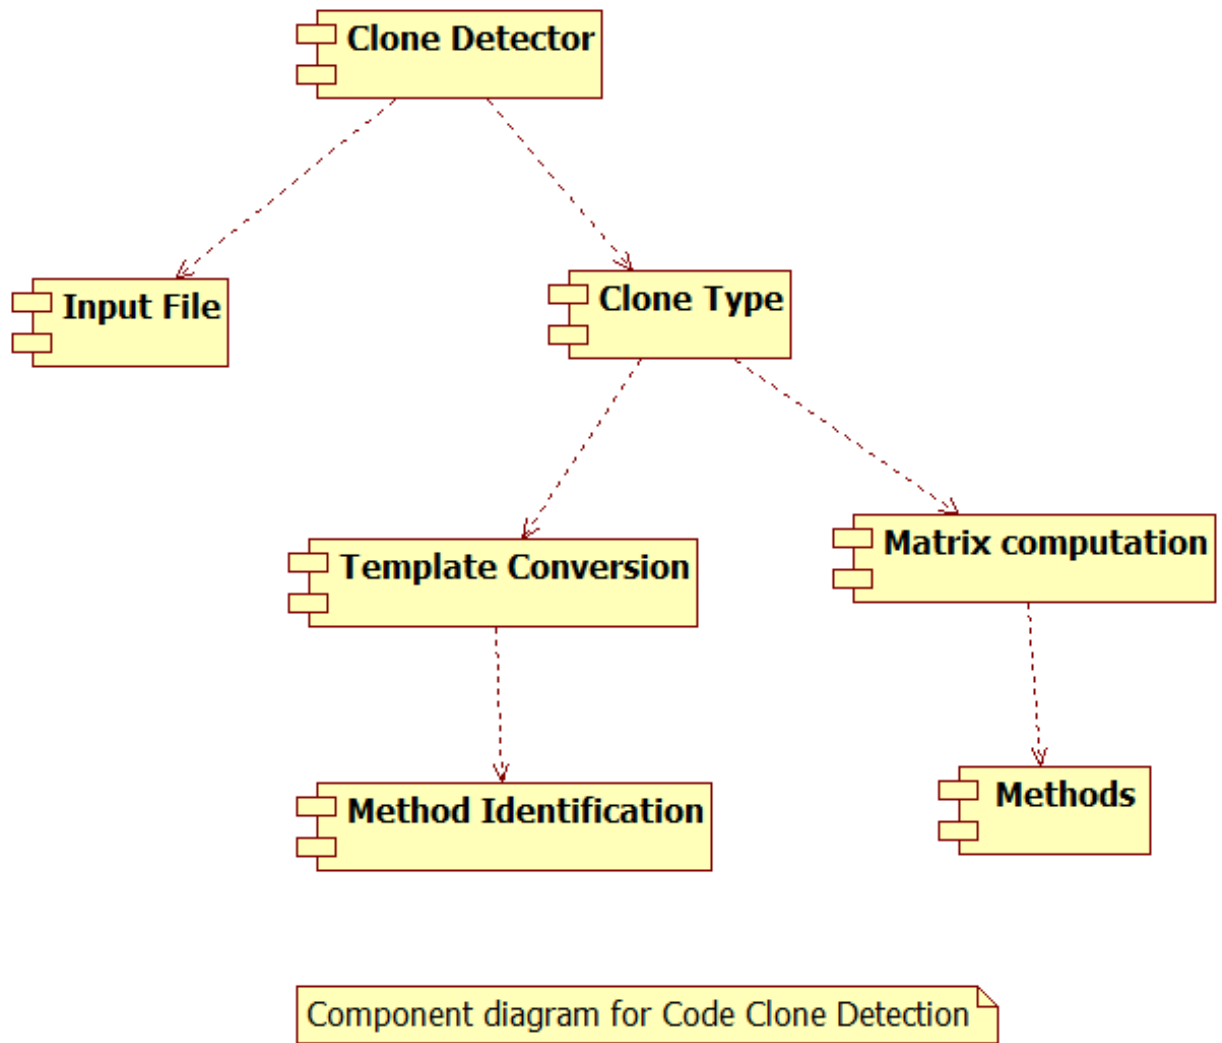 Clone Detector
Input File
Clone Type
Template Conversion
Matrix computation
Method Identification
Methods
Component diagram for Code Clone Detection